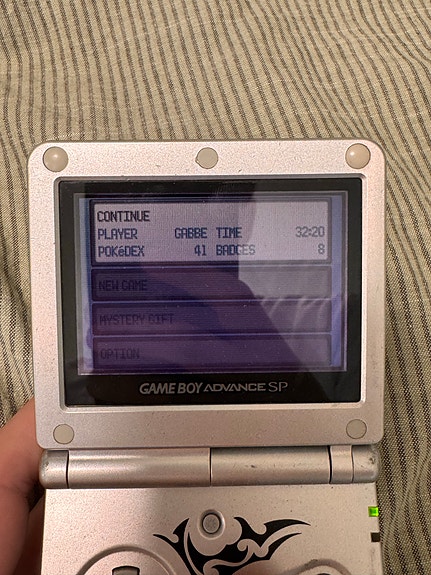 CONTINUE
PLAYER GABBE TIME 32:20
POKéDEX 41 BADGES 8
NEW GAME
MYSTERY GIFT
OPTION
GAME BOY ADVANCE SP